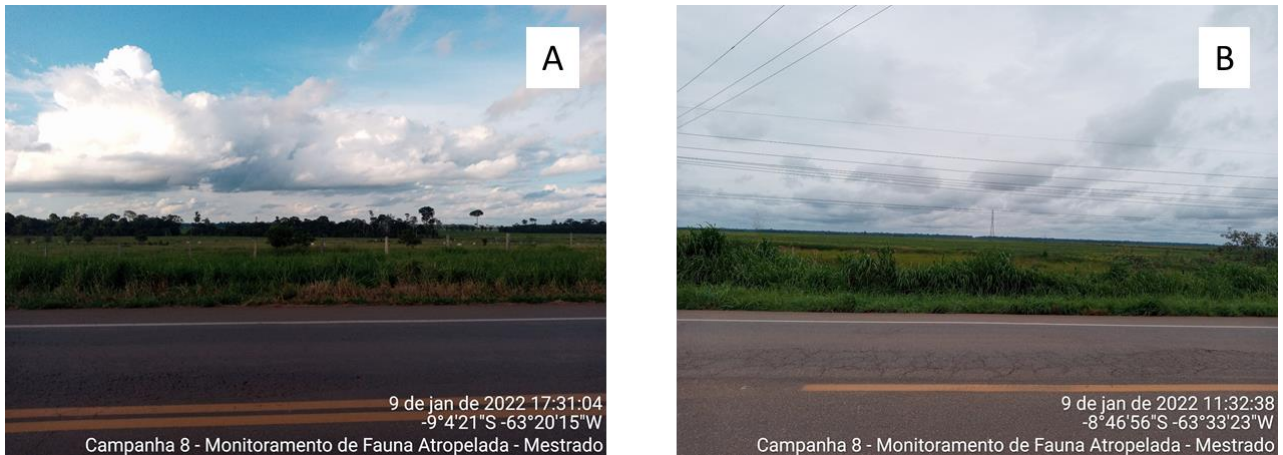 A
9 de jan de 2022 17:31:04
-9°4'21"S -63°20'15"W
Campanha 8 - Monitoramento de Fauna Atropelada - Mestrado
B
9 de jan de 2022 11:32:38
-8°46'56"S -63°33'23"W
Campanha 8 - Monitoramento de Fauna Atropelada - Mestrado